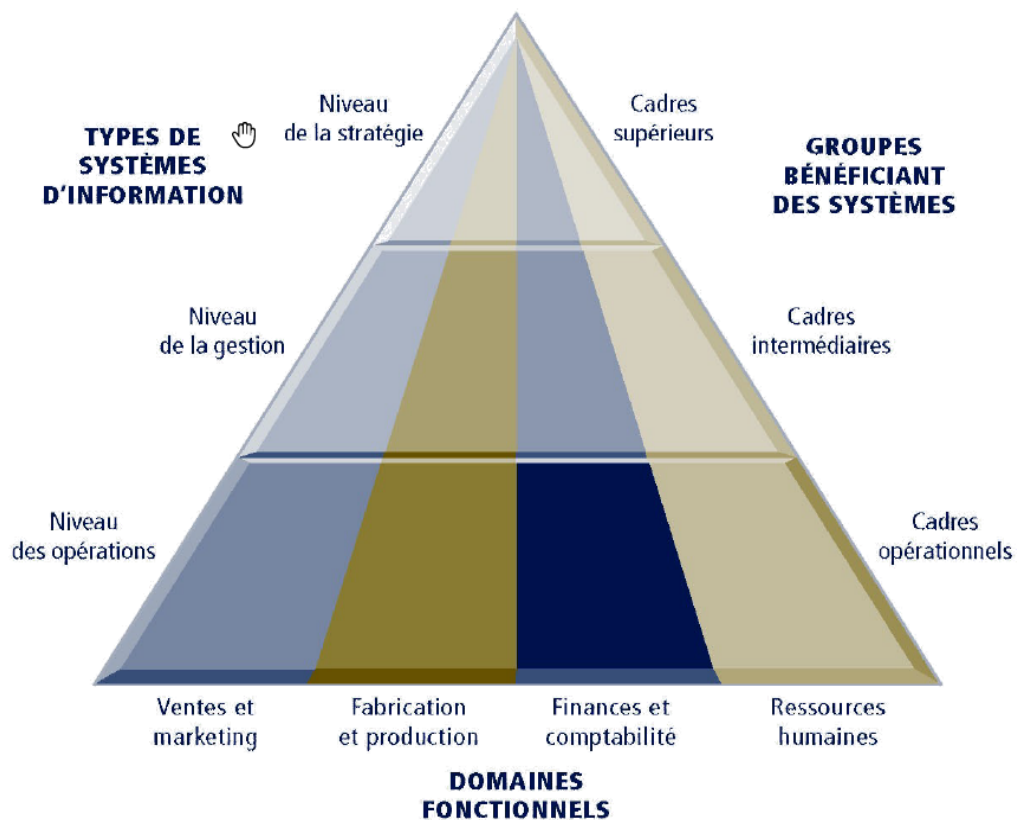 Niveau
de la stratégie
Cadres
supérieurs
TYPES DE
SYSTÈMES
D'INFORMATION
GROUPES
BÉNÉFICIANT
DES SYSTÈMES
Niveau
de la gestion
Cadres
intermédiaires
Niveau
des opérations
Cadres
opérationnels
Ventes et
marketing
Fabrication
et production
Finances et
comptabilité
Ressources
humaines
DOMAINES
FONCTIONNELS